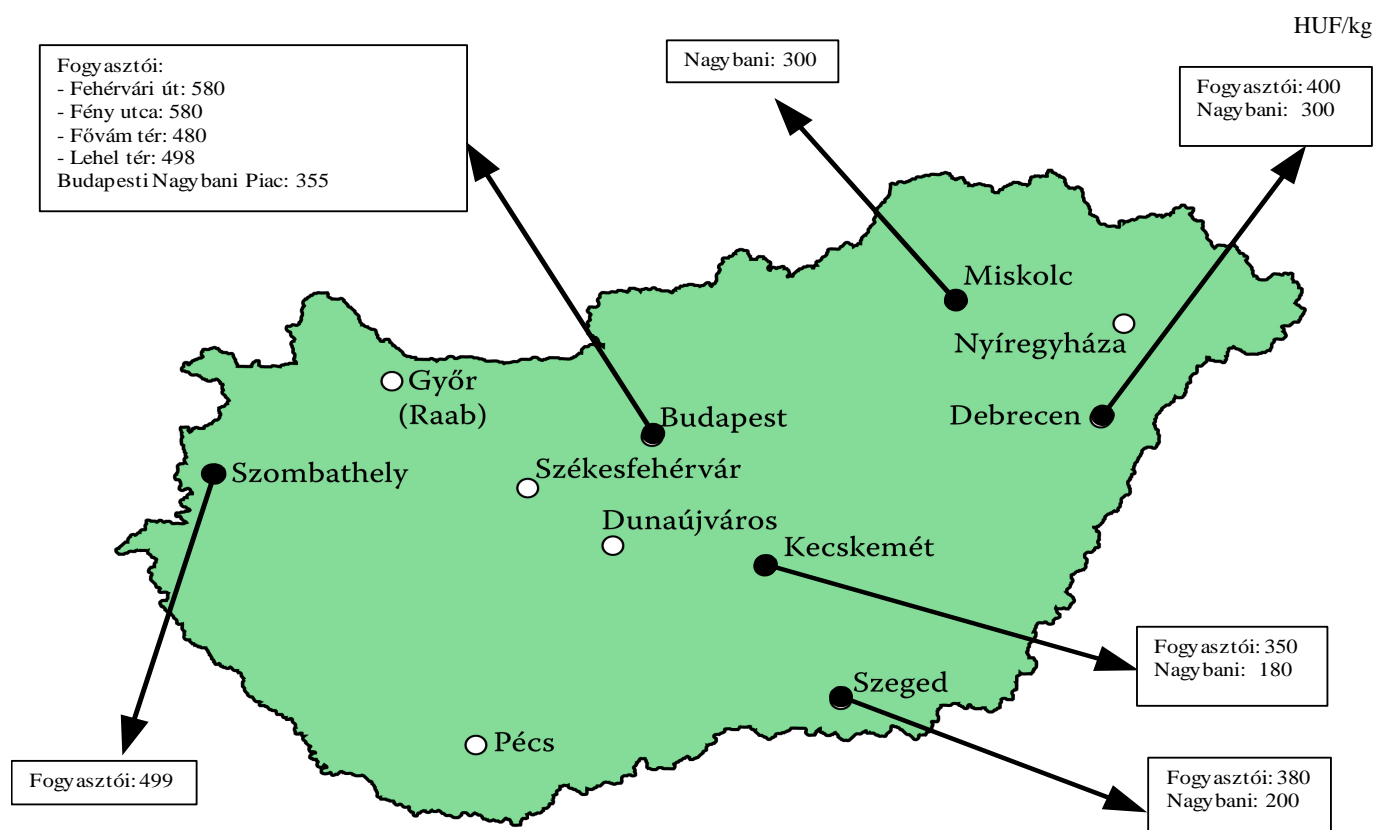 HUF/kg
Fogyasztói:
- Fehérvári út: 580
- Fény utca: 580
- Fővám tér: 480
- Lehel tér: 498
Budapesti Nagybani Piac: 355
Nagybani: 300
Fogyasztói: 400
Nagybani: 300
Miskolc
Nyíregyháza
Győr
(Raab)
Budapest
Debrecen
Szombathely
Székesfehérvár
Dunaújváros
Kecskemét
Fogyasztói: 350
Nagybani: 180
Szeged
Pécs
Fogyasztói: 499
Fogyasztói: 380
Nagybani: 200